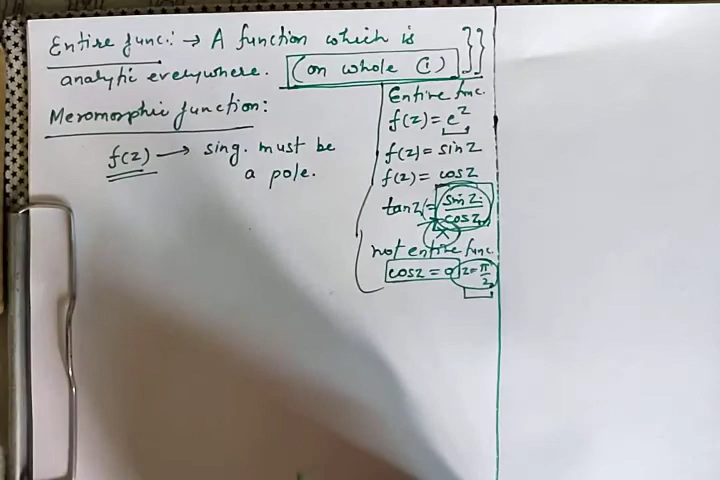 Entire func.: → A function which is
analytic everywhere. (on whole ℂ)
Meromorphic function:
f(z) → sing. must be
a pole.
Entire func.
f(z) = e^z
f(z) = sin z
f(z) = cos z
tan z = sin z / cos z
not entire func.
cos z = 0 z = π/2